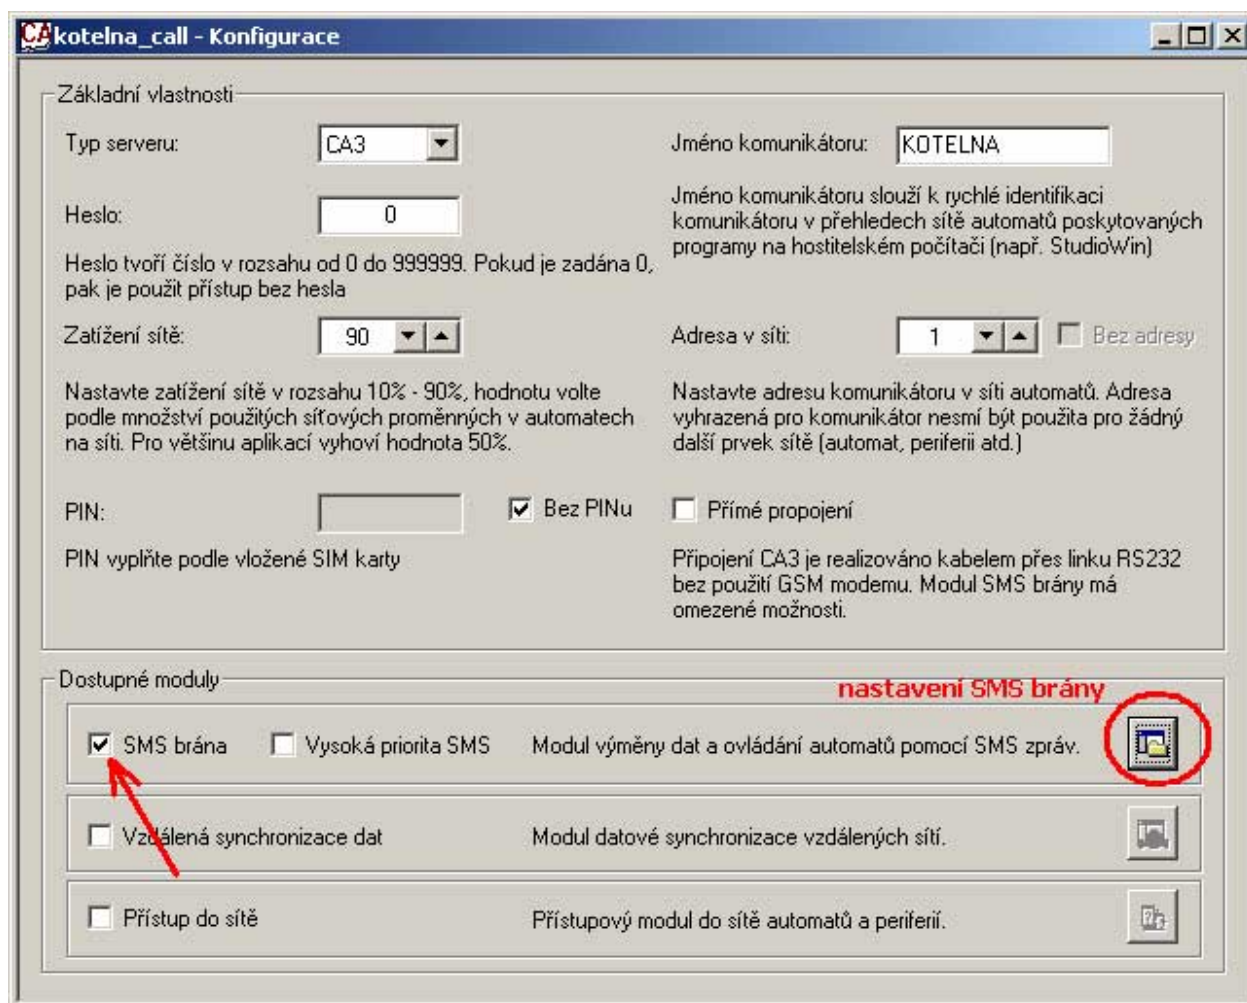 kotelna_call - Konfigurace
Základní vlastnosti
Typ serveru: CA3 Jméno komunikátoru: KOTELNA
Heslo: 0
Jméno komunikátoru slouží k rychlé identifikaci
komunikátoru v přehledech sítě automatů poskytovaných
programy na hostitelském počítači (např. StudioWin)
Heslo tvoří číslo v rozsahu od 0 do 999999. Pokud je zadána 0,
pak je použit přístup bez hesla
Zatížení sítě: 90 Adresa v síti: 1 Bez adresy
Nastavte zatížení sítě v rozsahu 10% - 90%, hodnotu volte
podle množství použitých síťových proměnných v automatech
na síti. Pro většinu aplikací vyhoví hodnota 50%.
Nastavte adresu komunikátoru v síti automatů. Adresa
vyhrazená pro komunikátor nesmí být použita pro žádný
další prvek sítě (automat, periferii atd.)
PIN: Bez PINu Přímé propojení
PIN vyplňte podle vložené SIM karty
Připojení CA3 je realizováno kabelem přes linku RS232
bez použití GSM modemu. Modul SMS brány má
omezené možnosti.
Dostupné moduly
nastavení SMS brány
SMS brána Vysoká priorita SMS Modul výměny dat a ovládání automatů pomocí SMS zpráv.
Vzdálená synchronizace dat Modul datové synchronizace vzdálených sítí.
Přístup do sítě Přístupový modul do sítě automatů a periferií.